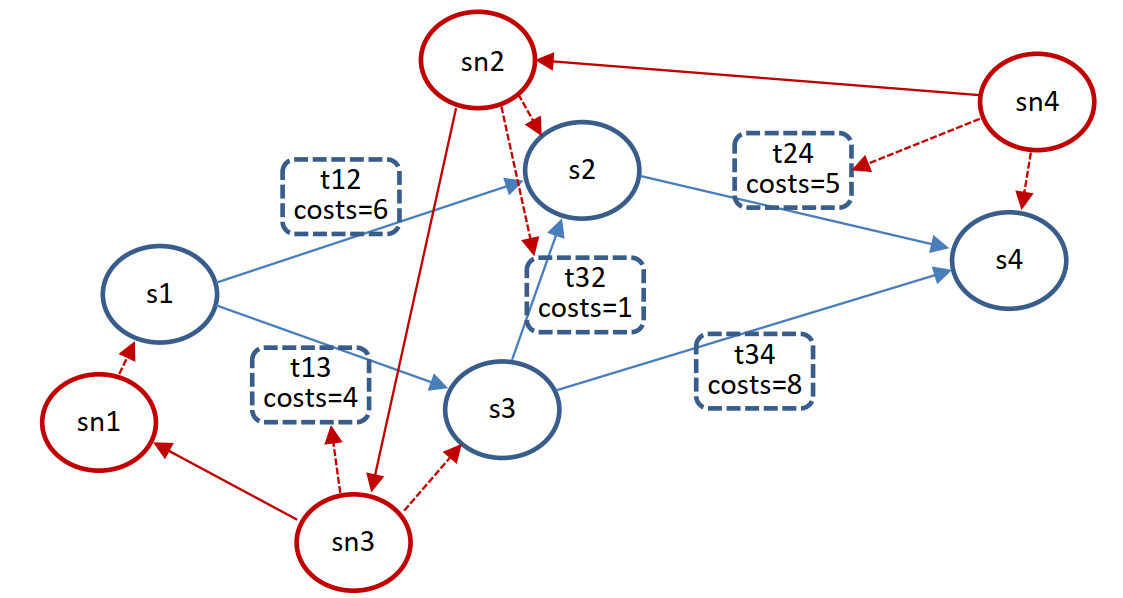 sn2
sn4
t24
costs=5
s2
t12
costs=6
s4
t32
costs=1
s1
t34
costs=8
t13
costs=4
s3
sn1
sn3